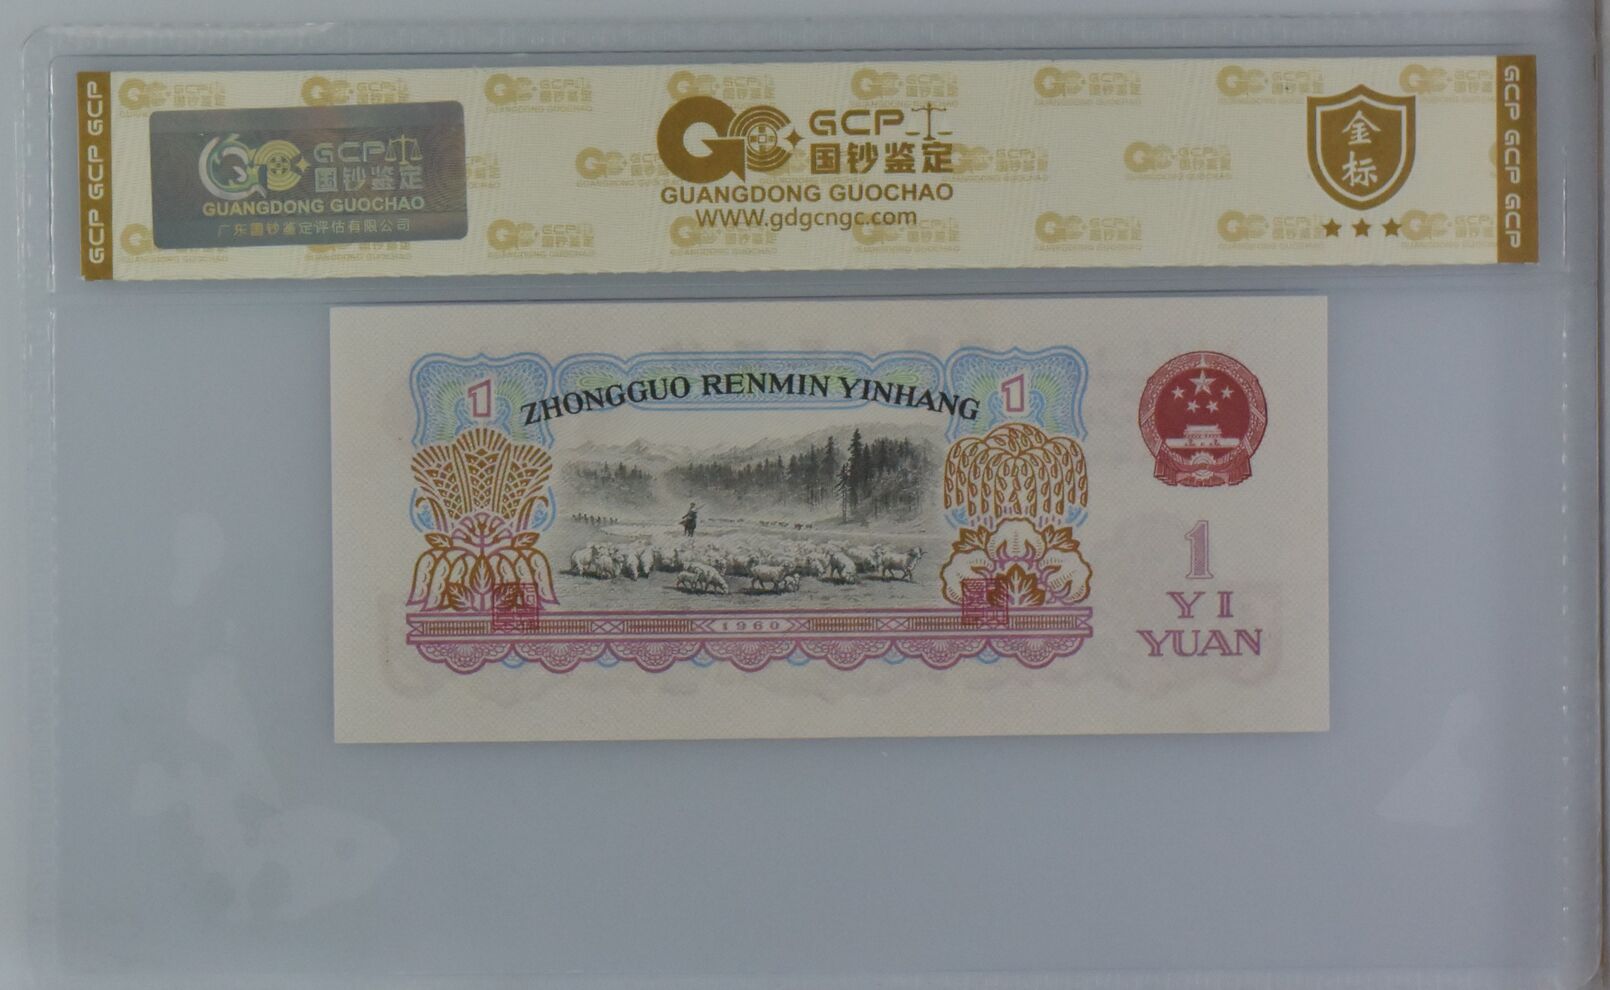 GCP GCP GCP
GCP
国钞鉴定
GUANGDONG GUOCHAO
广东国钞鉴定评估有限公司
GCP
国钞鉴定
GUANGDONG GUOCHAO
WWW.gdgcngc.com
金
标
GCP GCP GCP
1
ZHONGGUO RENMIN YINHANG
1
1960
1
YI
YUAN